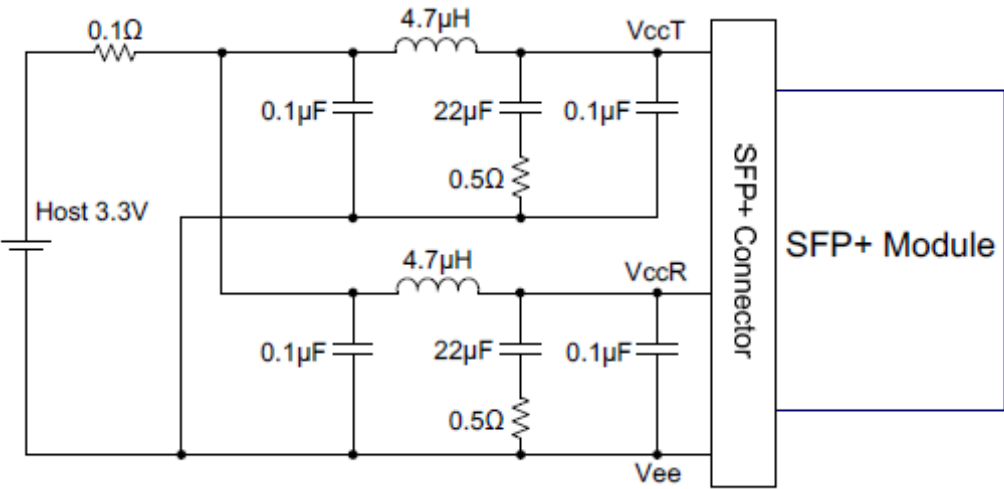 4.7μH
0.1Ω
VccT
0.1μF
22μF
0.1μF
0.5Ω
Host 3.3V
SFP+ Connector
SFP+ Module
4.7μH
VccR
0.1μF
22μF
0.1μF
0.5Ω
Vee